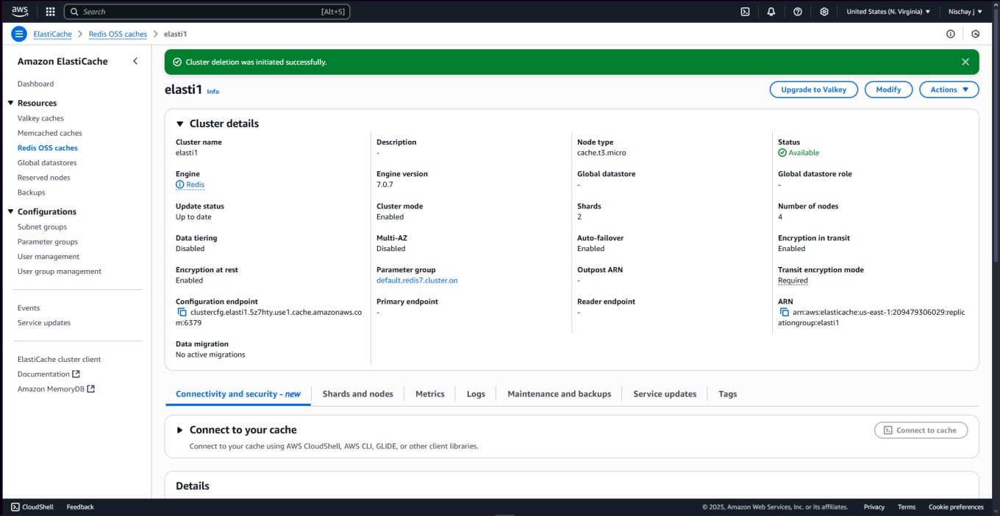 aws
Search [Alt+S]
United States (N. Virginia) ▼
Nischay j ▼
ElastiCache > Redis OSS caches > elasti1
Amazon ElastiCache
Dashboard
Resources
Valkey caches
Memcached caches
Redis OSS caches
Global datastores
Reserved nodes
Backups
Configurations
Subnet groups
Parameter groups
User management
User group management
Events
Service updates
ElastiCache cluster client
Documentation
Amazon MemoryDB
Cluster deletion was initiated successfully.
elasti1 Info
Upgrade to Valkey
Modify
Actions ▼
Cluster details
Cluster name
elasti1
Description
-
Node type
cache.t3.micro
Status
Available
Engine
Redis
Engine version
7.0.7
Global datastore
-
Global datastore role
-
Update status
Up to date
Cluster mode
Enabled
Shards
2
Number of nodes
4
Data tiering
Disabled
Multi-AZ
Disabled
Auto-failover
Enabled
Encryption in transit
Enabled
Encryption at rest
Enabled
Parameter group
default.redis7.cluster.on
Outpost ARN
-
Transit encryption mode
Required
Configuration endpoint
clustercfg.elasti1.5z7hty.use1.cache.amazonaws.co
m:6379
Primary endpoint
-
Reader endpoint
-
ARN
arn:aws:elasticache:us-east-1:209479306029:replic
ationgroup:elasti1
Data migration
No active migrations
Connectivity and security - new
Shards and nodes
Metrics
Logs
Maintenance and backups
Service updates
Tags
Connect to your cache
Connect to your cache using AWS CloudShell, AWS CLI, GLIDE, or other client libraries.
Connect to cache
Details
CloudShell
Feedback
© 2025, Amazon Web Services, Inc. or its affiliates.
Privacy
Terms
Cookie preferences